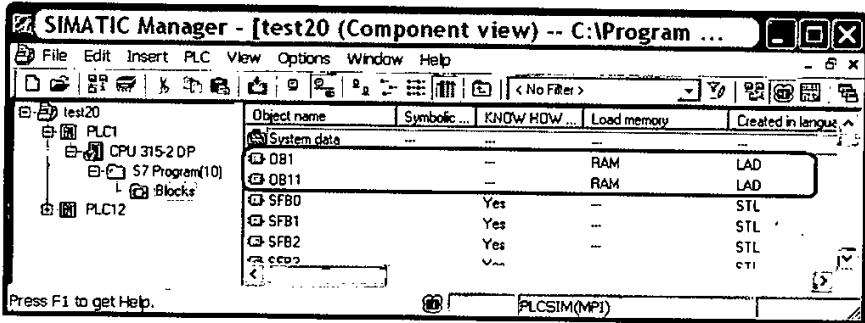 SIMATIC Manager - [test20 (Component view) -- C:\Program ...
File Edit Insert PLC View Options Window Help
< No Filter >
test20
PLC1
CPU 315-2 DP
S7 Program(10)
Blocks
PLC12
Object name Symbolic ... KNOW HOW ... Load memory Created in langua
System data --- --- ---
OB1 --- RAM LAD
OB11 --- RAM LAD
SFB0 Yes --- STL
SFB1 Yes --- STL
SFB2 Yes --- STL
Press F1 to get Help. PLCSIM(MPI)